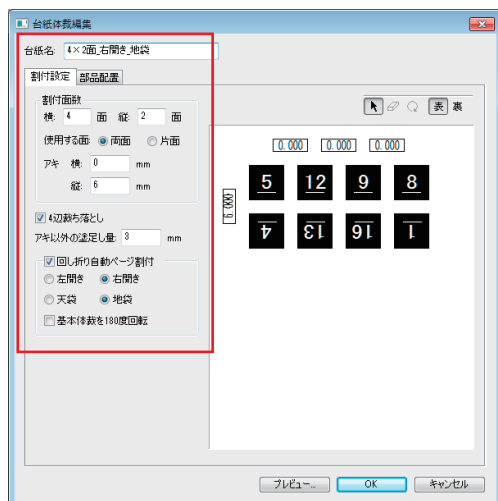 台紙体裁編集
台紙名: 4×2面_右開き_地袋
割付設定 部品配置
割付面数
横: 4 面 縦: 2 面
使用する面: 両面 片面
アキ 横: 0 mm
縦: 6 mm
4辺裁ち落とし
アキ以外の塗足し量: 3 mm
回し折り自動ページ割付
左開き 右開き
天袋 地袋
基本体裁を180度回転
表 裏
0.000 0.000 0.000
6.000
5 12 9 8
4 13 16 1
プレビュー... OK キャンセル